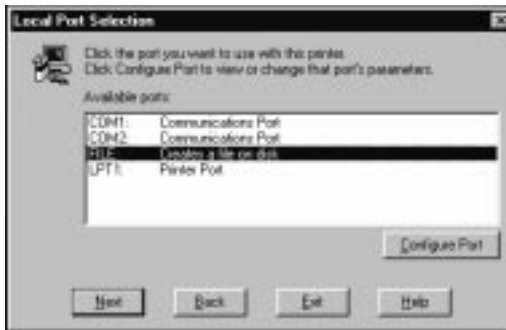 Local Port Selection
Click the port you want to use with this printer.
Click Configure Port to view or change that port's parameters.
Available ports:
COM1: Communications Port
COM2: Communications Port
FILE: Creates a file on disk
LPT1: Printer Port
Configure Port
Next Back Exit Help